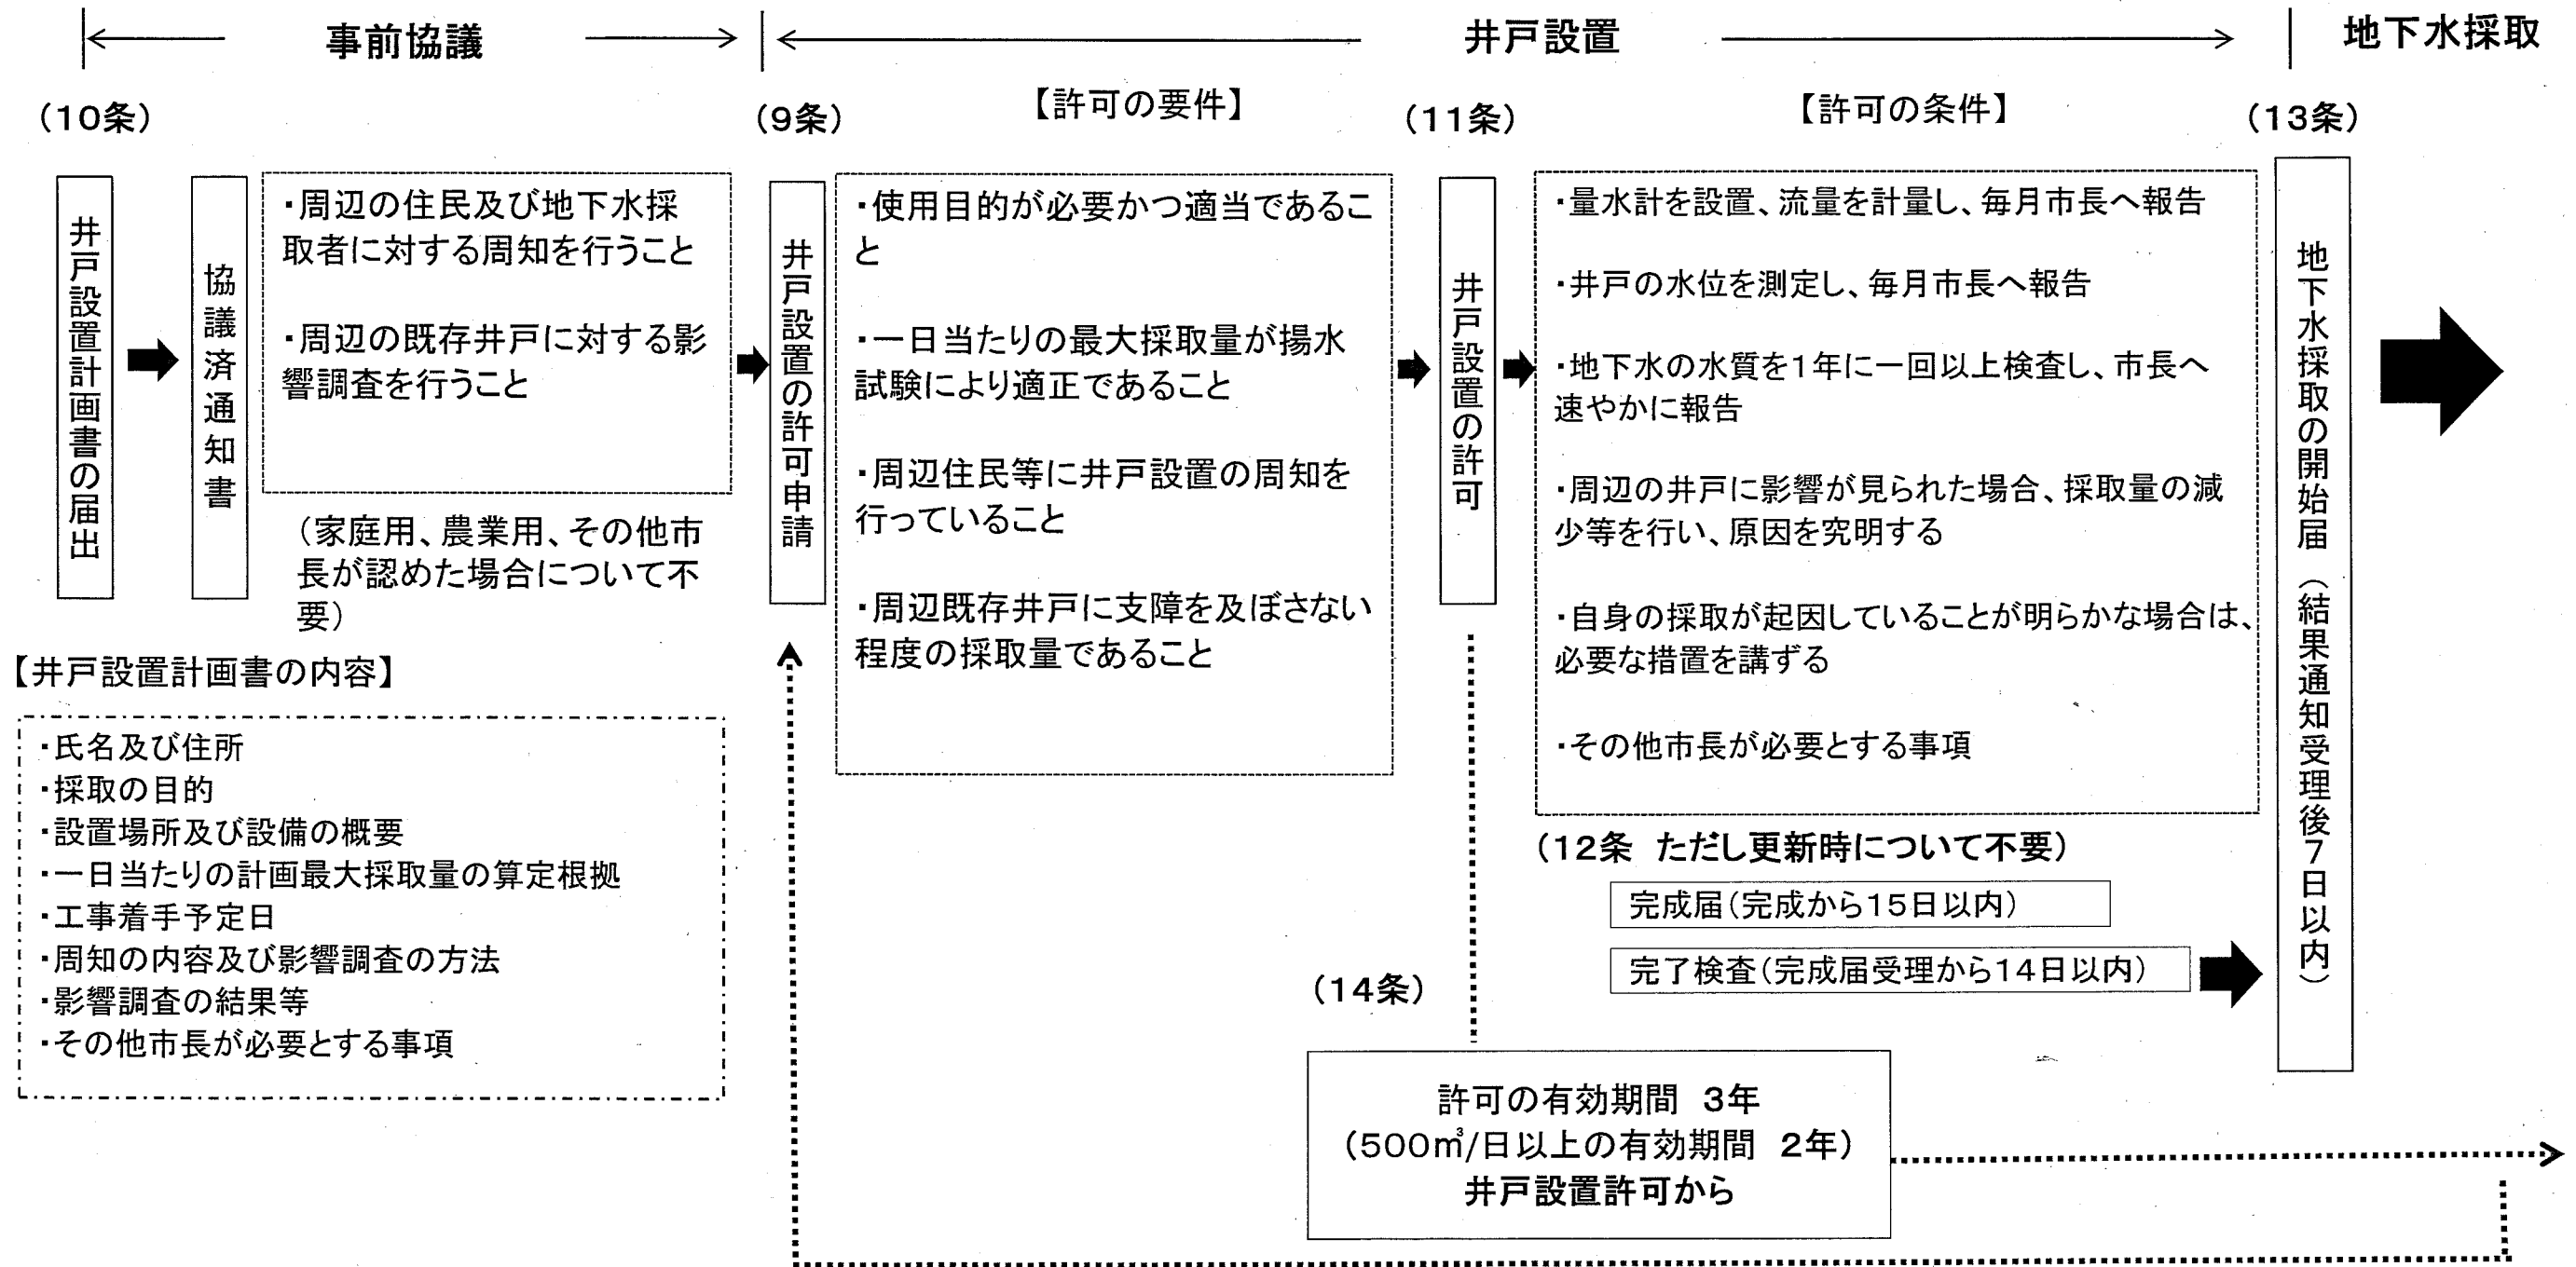 事前協議
井戸設置
地下水採取
（10条）
（9条）
【許可の要件】
（11条）
【許可の条件】
（13条）
井戸設置計画書の届出
協議済通知書
・周辺の住民及び地下水採
取者に対する周知を行うこと
・周辺の既存井戸に対する影
響調査を行うこと
（家庭用、農業用、その他市
長が認めた場合について不
要）
井戸設置の許可申請
・使用目的が必要かつ適当であるこ
と
・一日当たりの最大採取量が揚水
試験により適正であること
・周辺住民等に井戸設置の周知を
行っていること
・周辺既存井戸に支障を及ぼさない
程度の採取量であること
井戸設置の許可
・量水計を設置、流量を計量し、毎月市長へ報告
・井戸の水位を測定し、毎月市長へ報告
・地下水の水質を1年に一回以上検査し、市長へ
速やかに報告
・周辺の井戸に影響が見られた場合、採取量の減
少等を行い、原因を究明する
・自身の採取が起因していることが明らかな場合は、
必要な措置を講ずる
・その他市長が必要とする事項
（12条 ただし更新時について不要）
完成届（完成から15日以内）
完了検査（完成届受理から14日以内）
地下水採取の開始届（結果通知受理後7日以内）
【井戸設置計画書の内容】
・氏名及び住所
・採取の目的
・設置場所及び設備の概要
・一日当たりの計画最大採取量の算定根拠
・工事着手予定日
・周知の内容及び影響調査の方法
・影響調査の結果等
・その他市長が必要とする事項
（14条）
許可の有効期間 3年
（500㎥/日以上の有効期間 2年）
井戸設置許可から